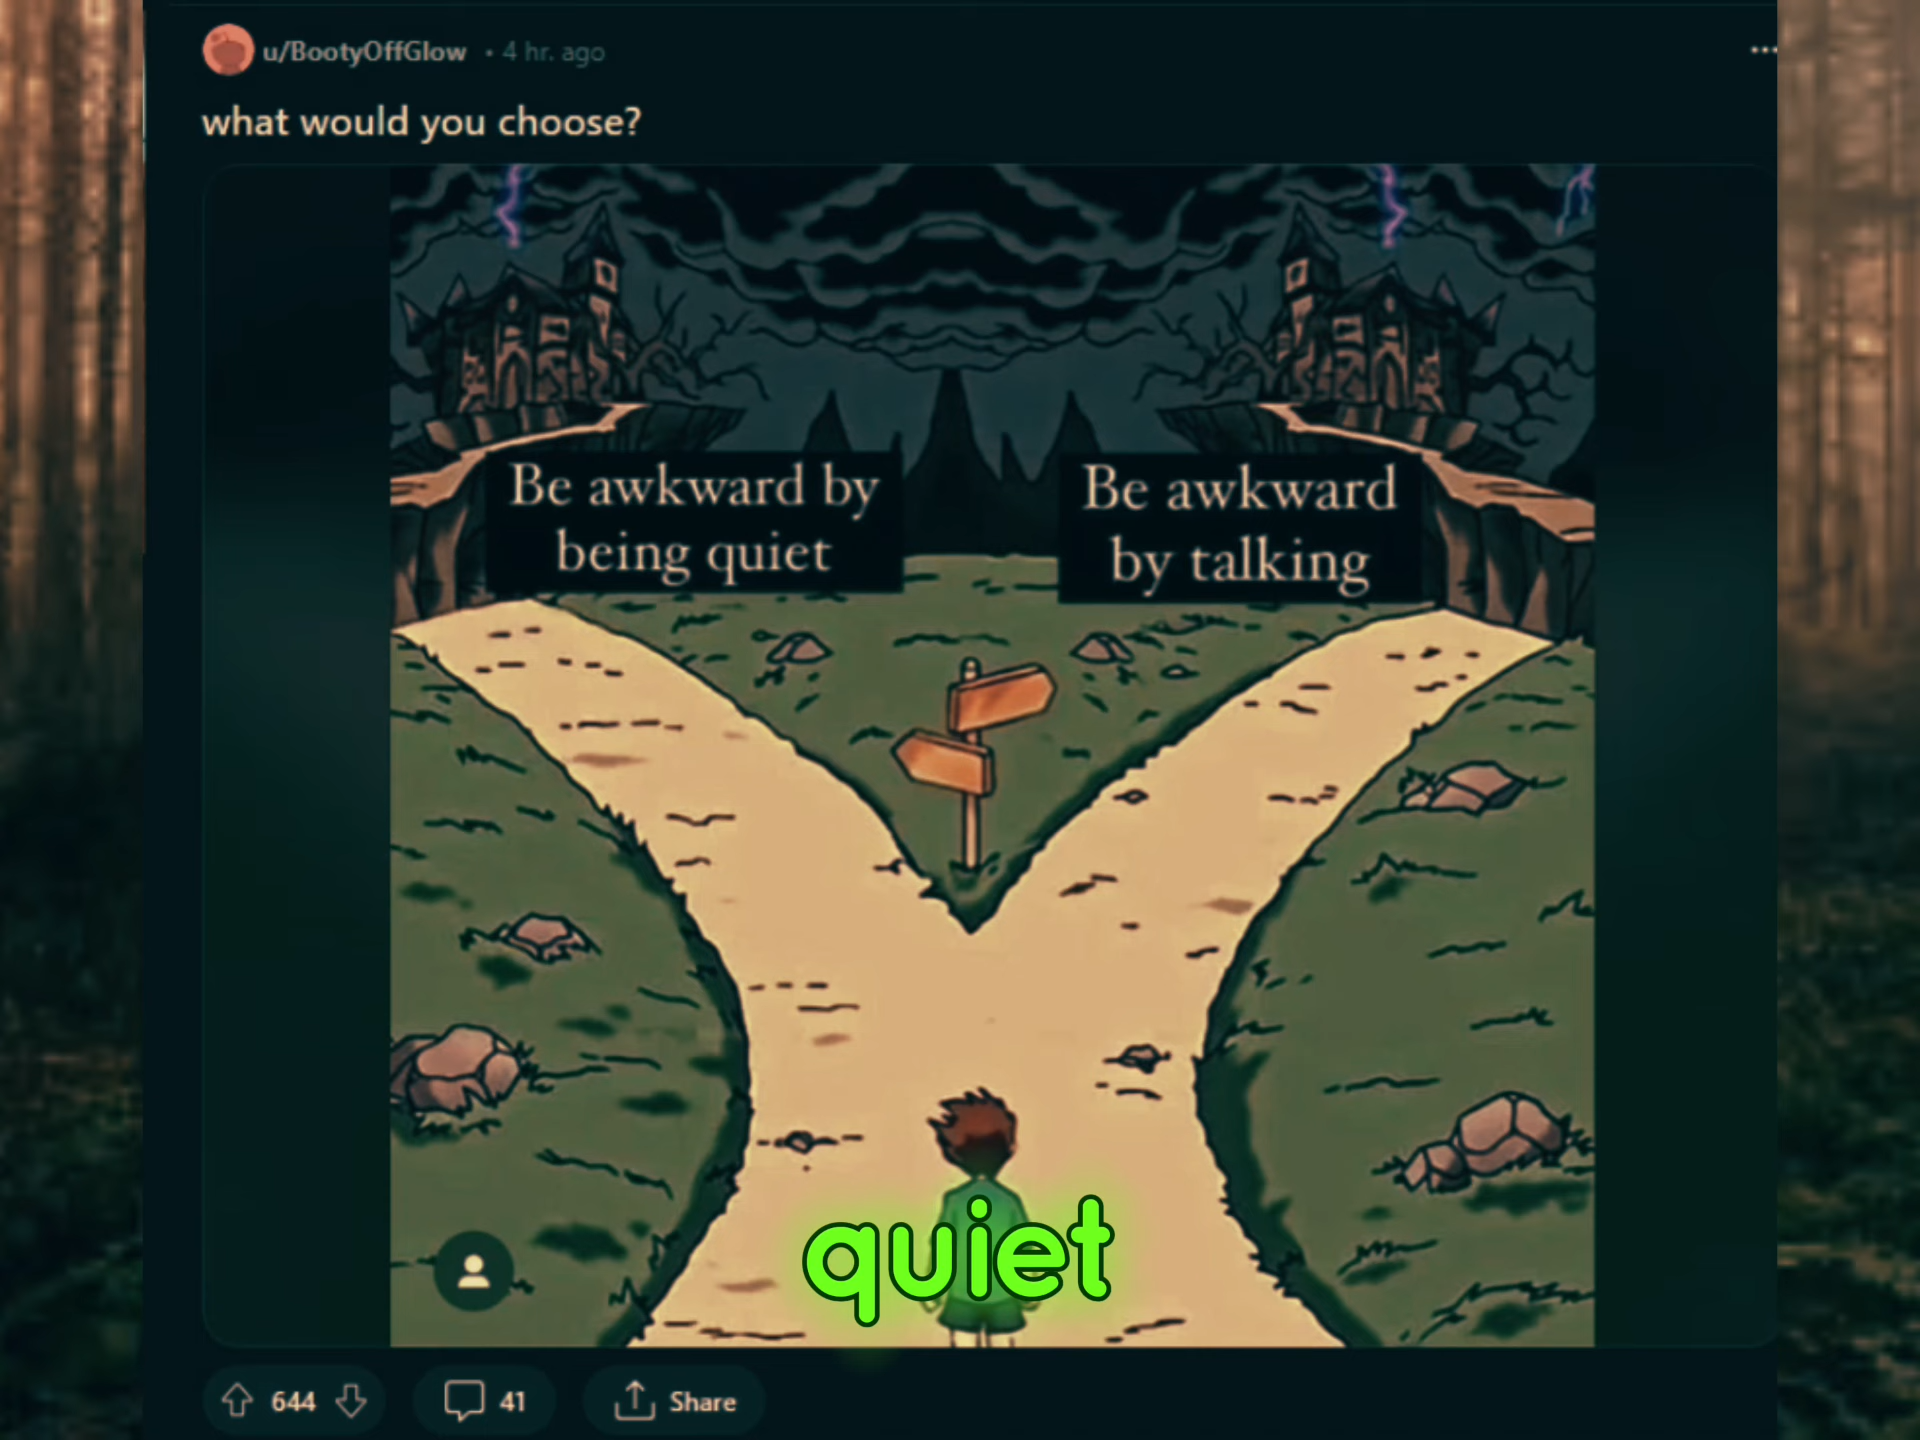 u/BootyOffGlow • 4 hr. ago
what would you choose?
Be awkward by
being quiet
Be awkward
by talking
quiet
644
41
Share